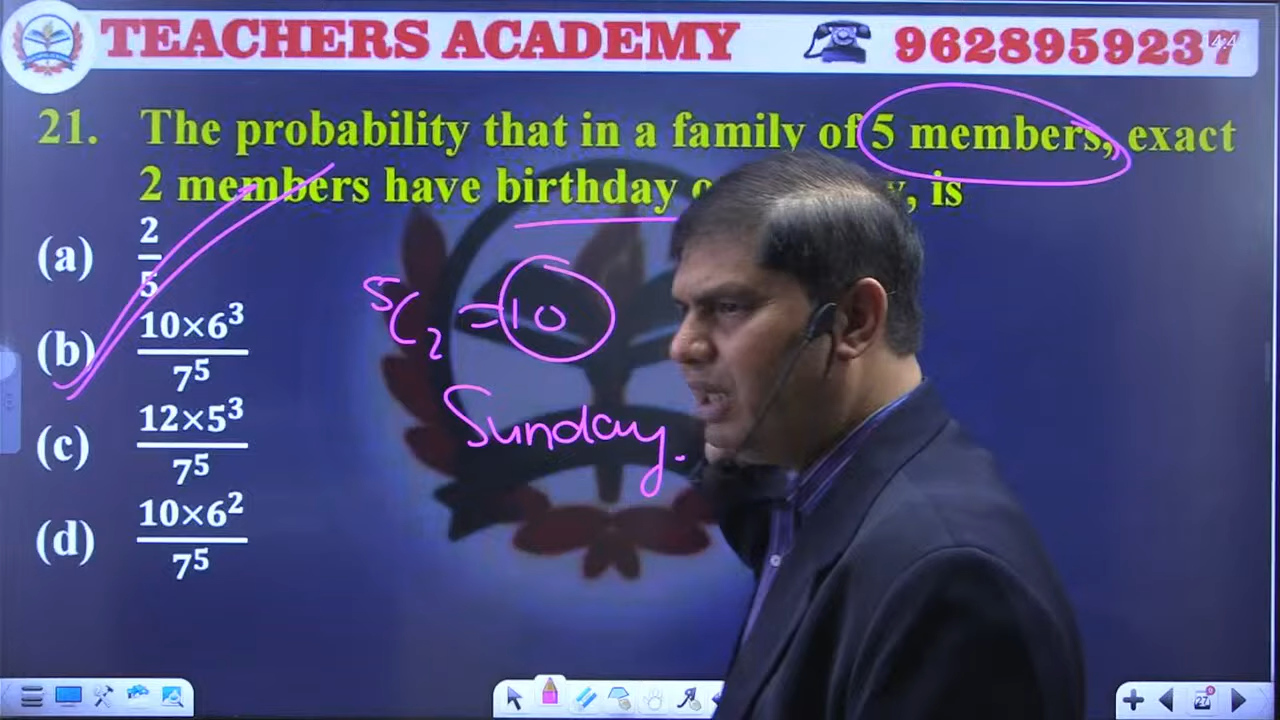 TEACHERS ACADEMY 9628959237
21. The probability that in a family of 5 members, exact
2 members have birthday is
(a) 2/5
(b) 10×6³/7⁵
(c) 12×5³/7⁵
(d) 10×6²/7⁵
⁵C₂ = 10
Sunday.
27